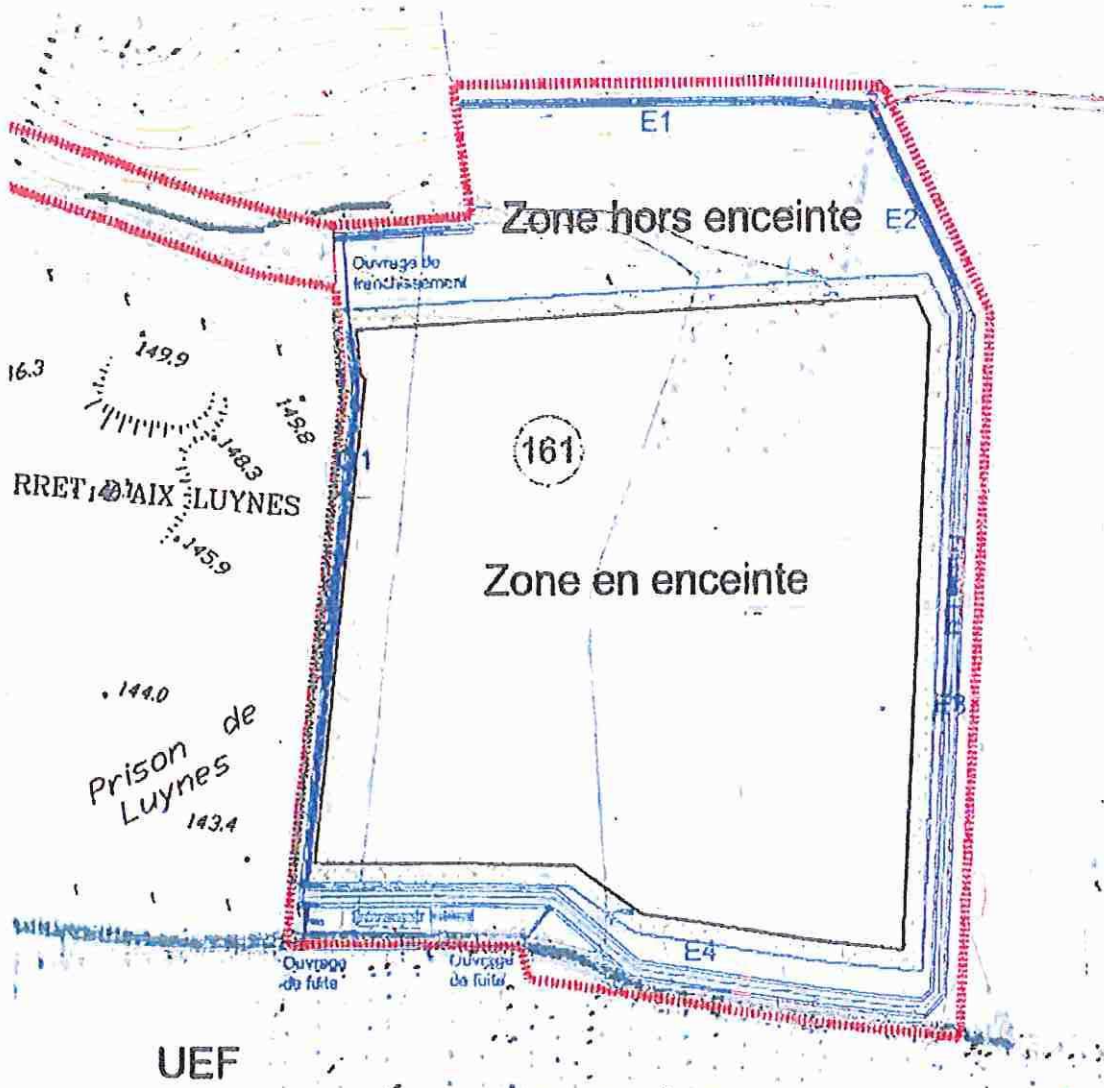 E1
Zone hors enceinte
E2
Ouvrage de
franchissement
149.9
16.3
149.8
148.3
161
RRET D'AIX LUYNES
145.9
Zone en enceinte
144.0
Prison de
Luynes
143.4
E3
E4
Ouvrage
de fuite
Ouvrage
de fuite
UEF